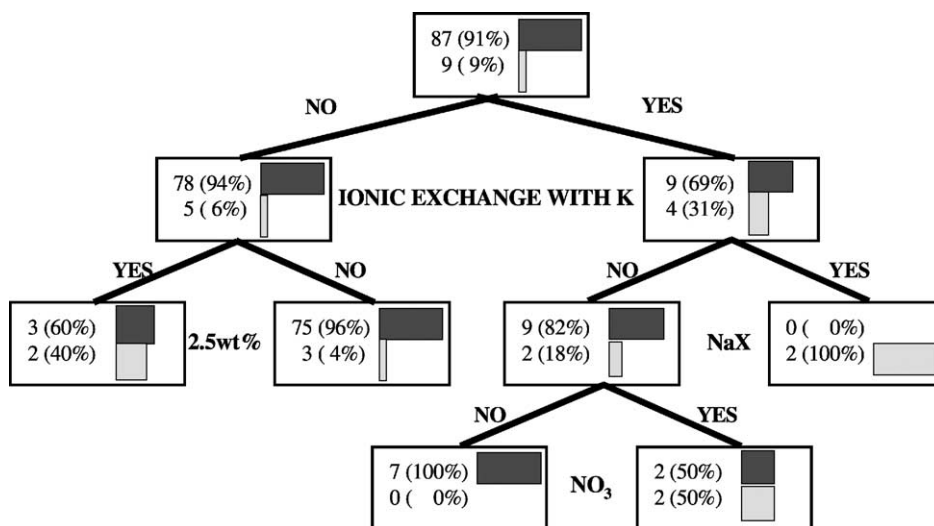 87 (91%)
9 ( 9%)
NO
YES
78 (94%)
5 ( 6%)
IONIC EXCHANGE WITH K
9 (69%)
4 (31%)
YES
NO
NO
YES
3 (60%)
2 (40%)
2.5wt%
75 (96%)
3 ( 4%)
9 (82%)
2 (18%)
NaX
0 ( 0%)
2 (100%)
NO
YES
7 (100%)
0 ( 0%)
NO₃
2 (50%)
2 (50%)